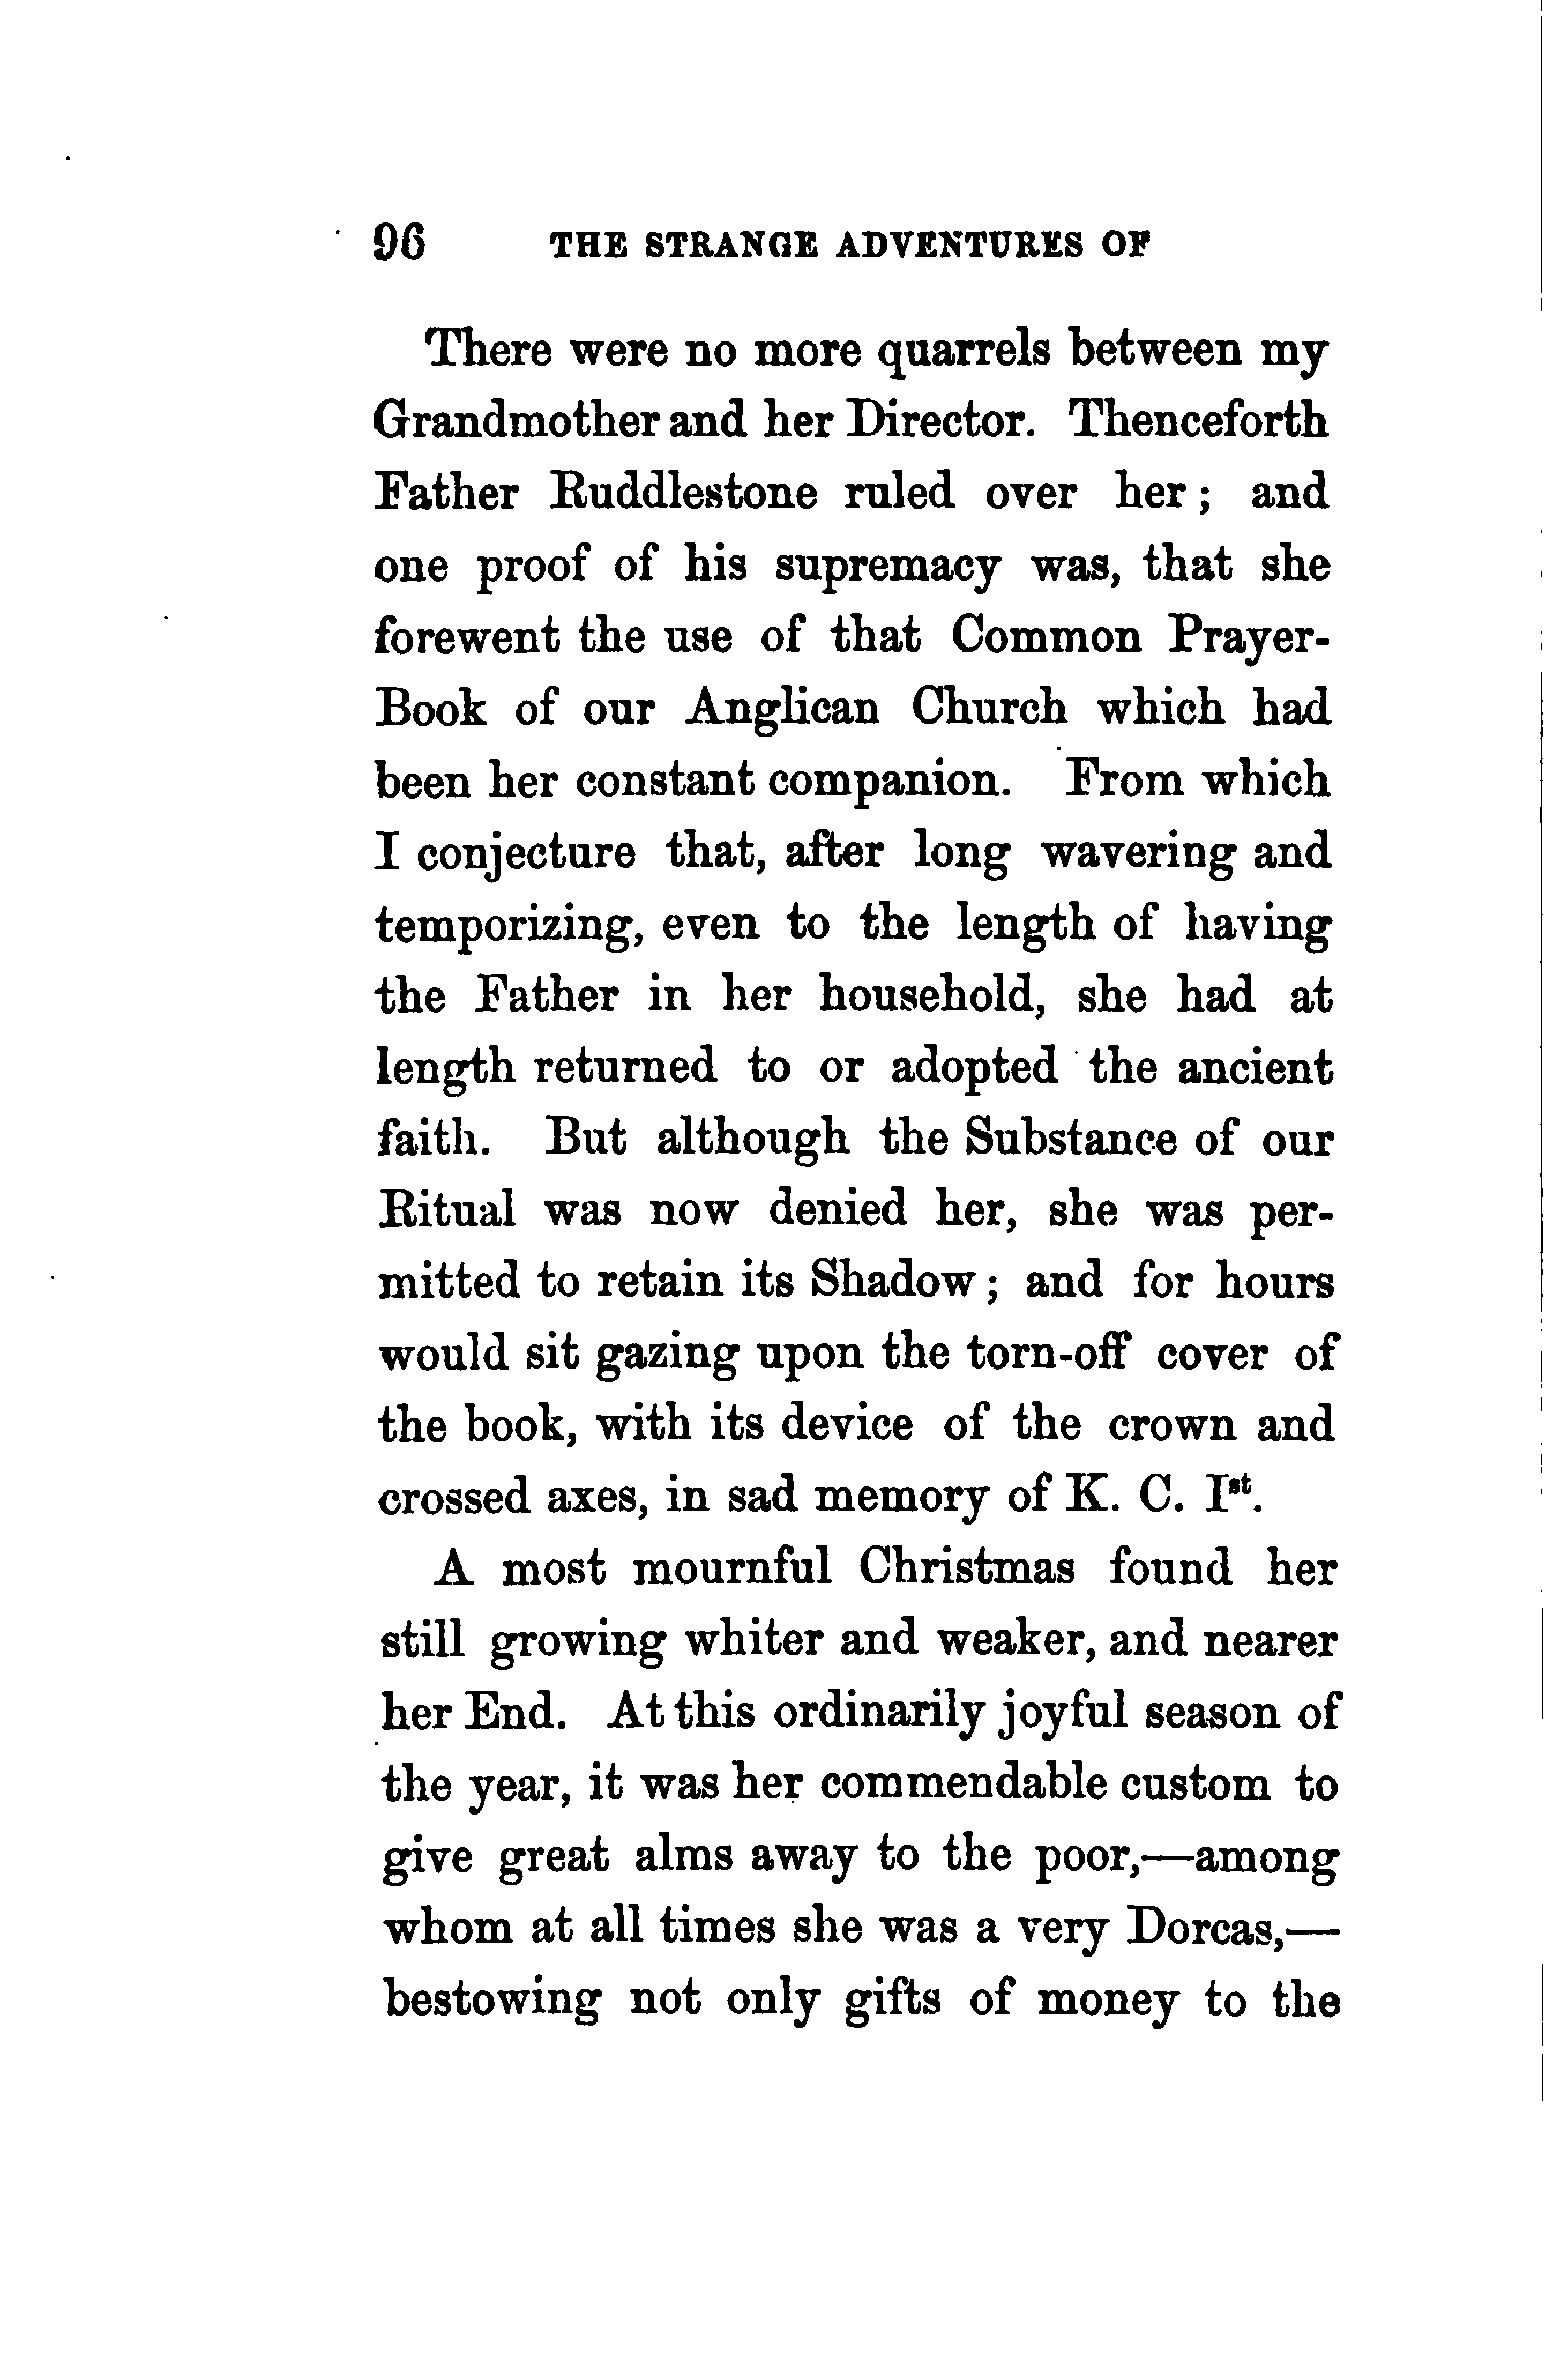 96 THE STRANGE ADVENTURES OF
There were no more quarrels between my
Grandmother and her Director. Thenceforth
Father Ruddlestone ruled over her; and
one proof of his supremacy was, that she
forewent the use of that Common Prayer-
Book of our Anglican Church which had
been her constant companion. From which
I conjecture that, after long wavering and
temporizing, even to the length of having
the Father in her household, she had at
length returned to or adopted the ancient
faith. But although the Substance of our
Ritual was now denied her, she was per-
mitted to retain its Shadow; and for hours
would sit gazing upon the torn-off cover of
the book, with its device of the crown and
crossed axes, in sad memory of K. C. Ist.
A most mournful Christmas found her
still growing whiter and weaker, and nearer
her End. At this ordinarily joyful season of
the year, it was her commendable custom to
give great alms away to the poor,—among
whom at all times she was a very Dorcas,—
bestowing not only gifts of money to the